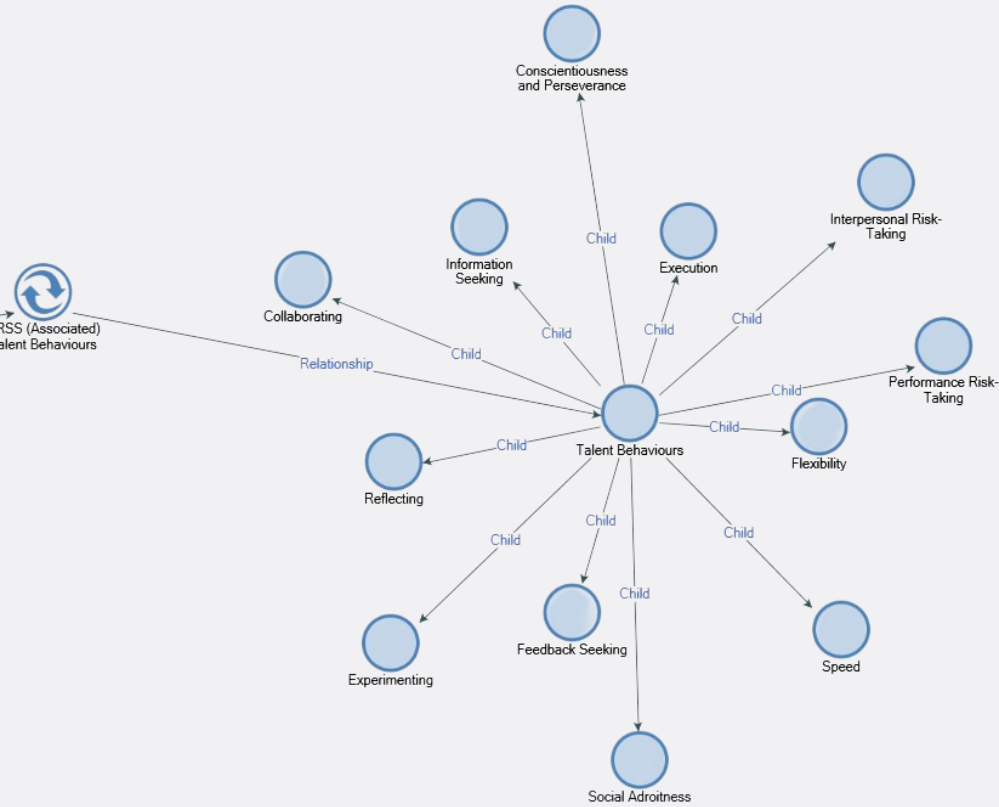 Conscientiousness
and Perseverance
Child
Interpersonal Risk-
Taking
Child
Information
Seeking
Child
Execution
Child
Collaborating
Child
RSS (Associated)
alent Behaviours
Relationship
Performance Risk-
Taking
Child
Talent Behaviours
Child
Flexibility
Child
Reflecting
Child
Experimenting
Child
Feedback Seeking
Child
Social Adroitness
Child
Speed